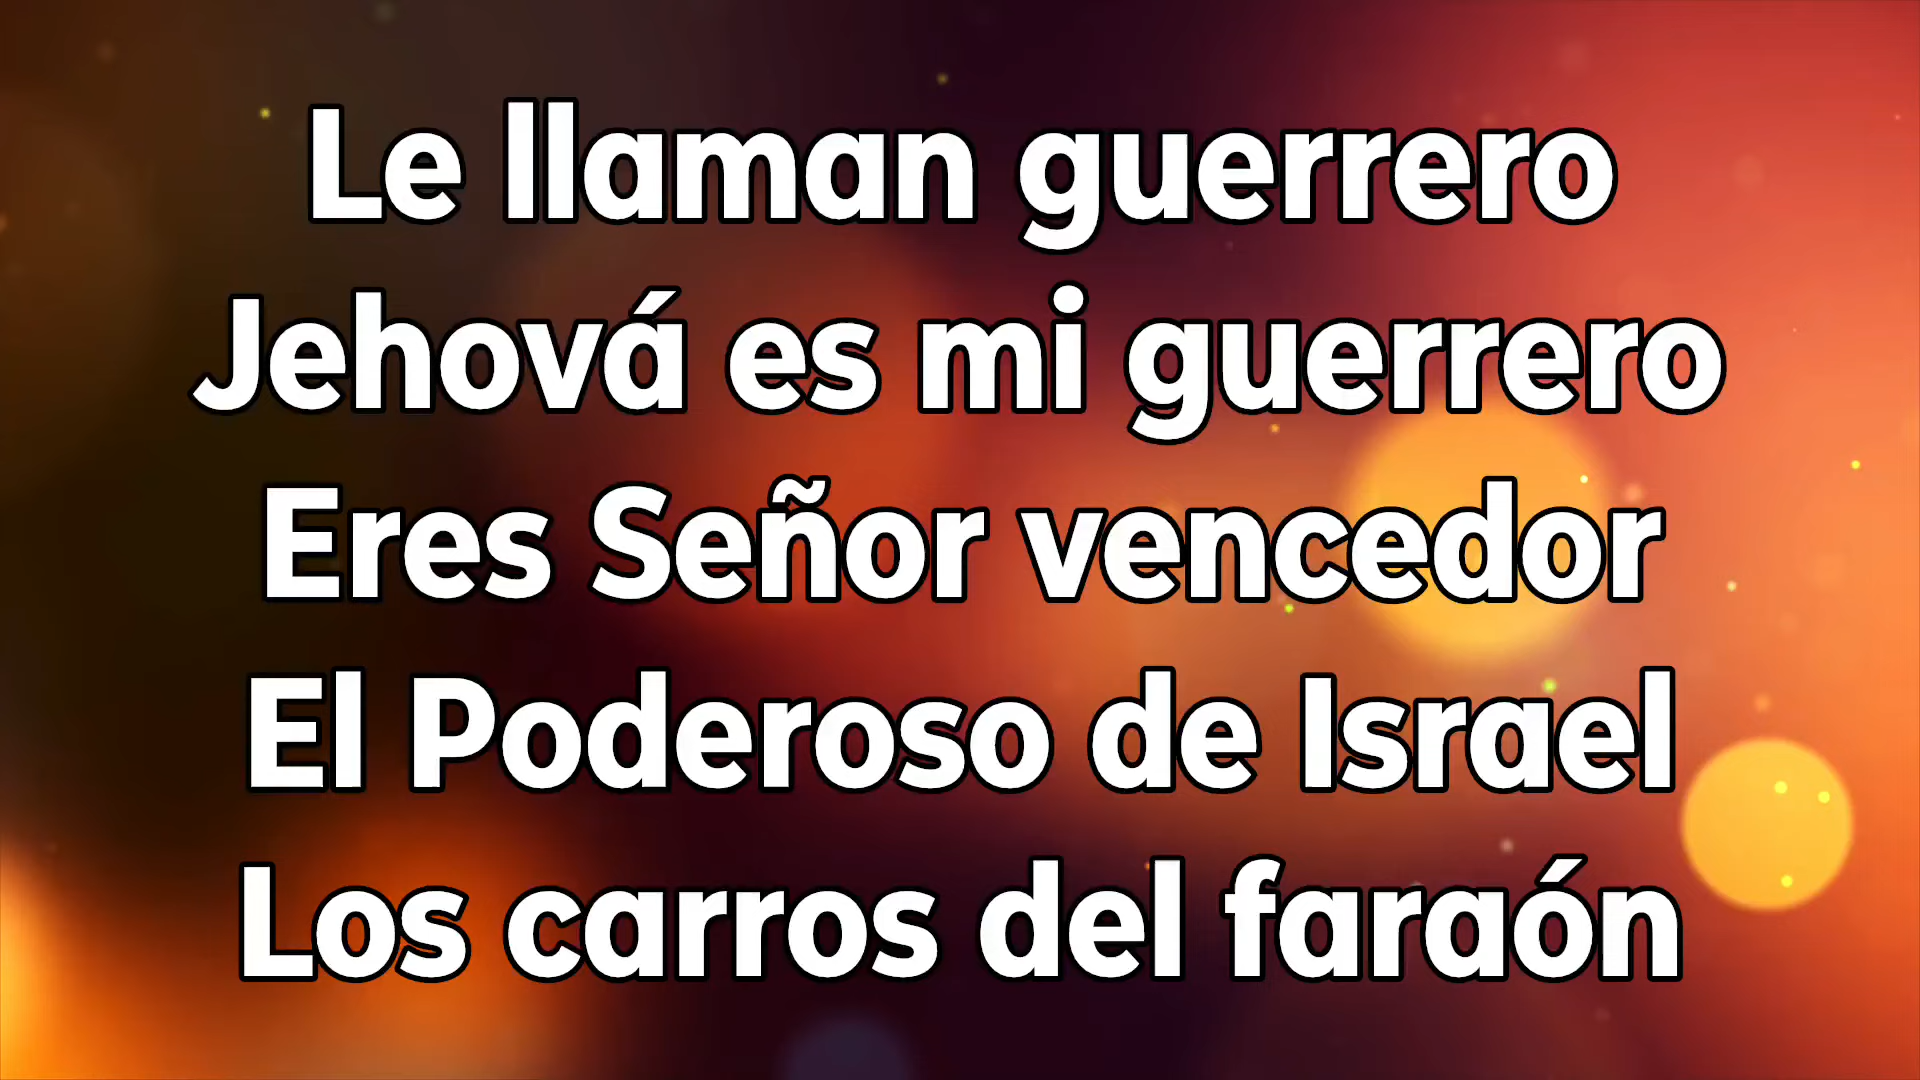 Le llaman guerrero
Jehová es mi guerrero
Eres Señor vencedor
El Poderoso de Israel
Los carros del faraón